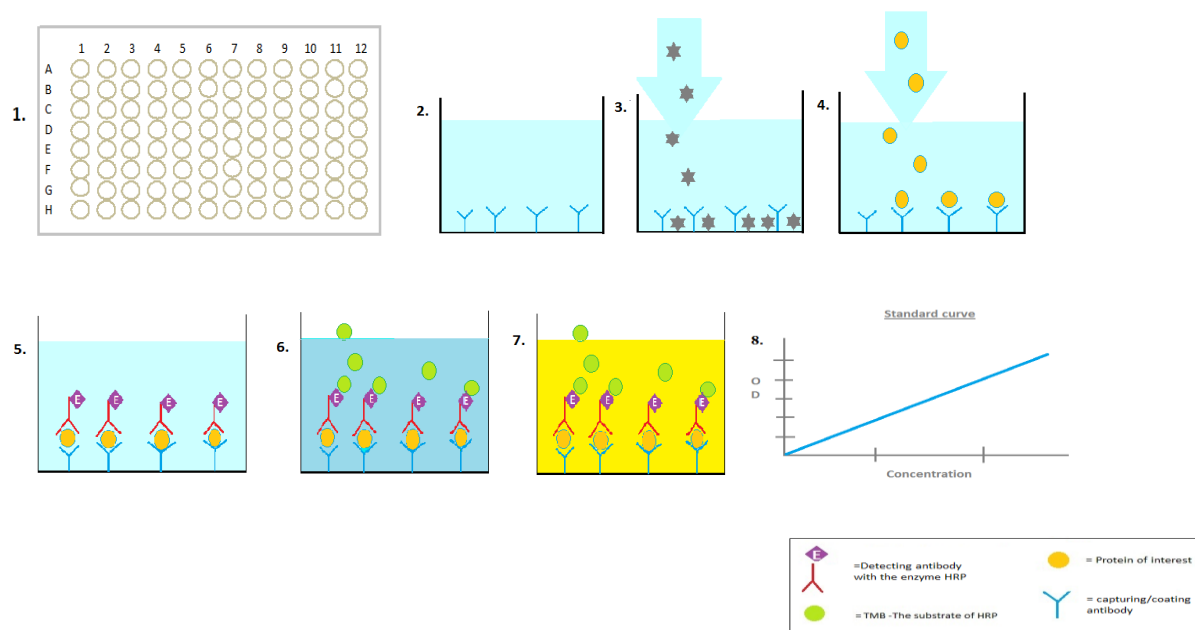 1.
1 2 3 4 5 6 7 8 9 10 11 12
A
B
C
D
E
F
G
H
2.
3.
4.
5.
E E E E
6.
E E E E
7.
E E E E
8.
Standard curve
O
D
Concentration
E
=Detecting antibody
with the enzyme HRP
= Protein of interest
=TMB -The substrate of HRP
= capturing/coating
antibody